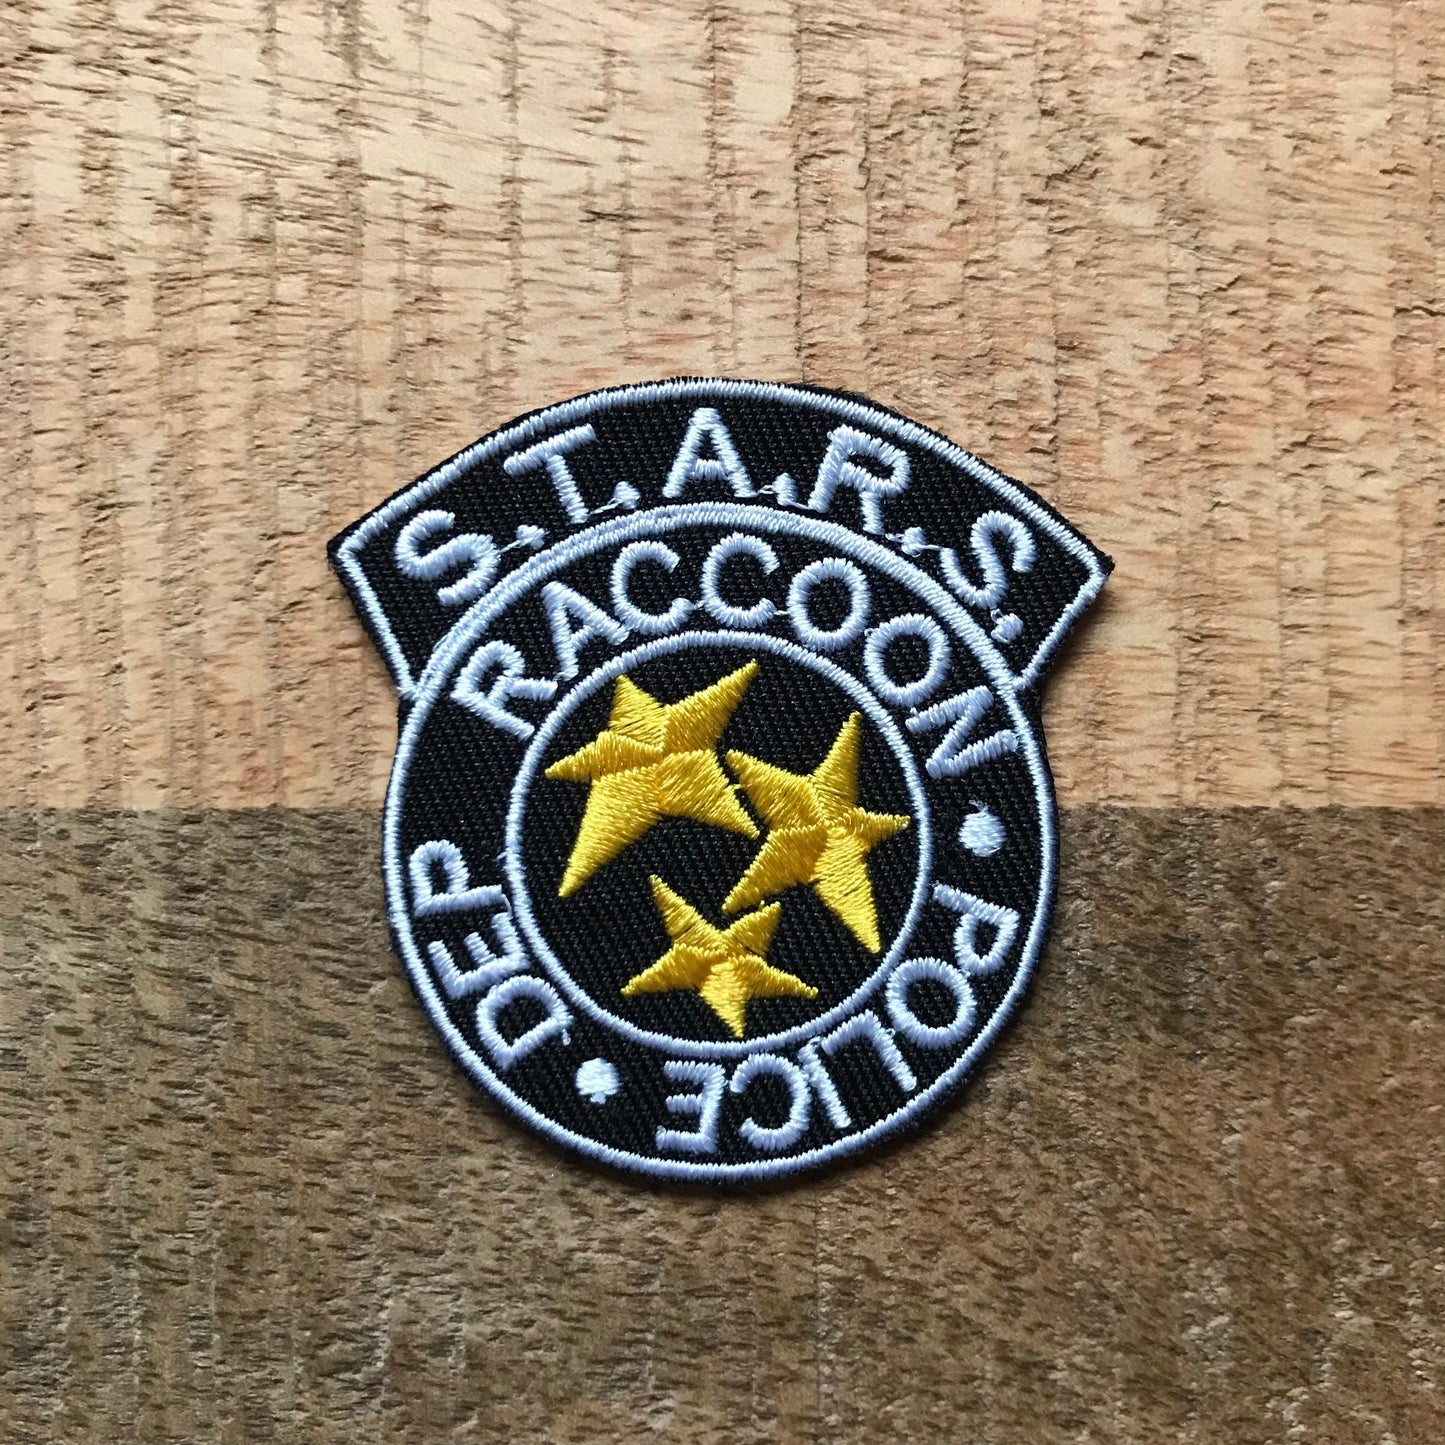 S.T.A.R.S.
RACCOON • POLICE • DEP